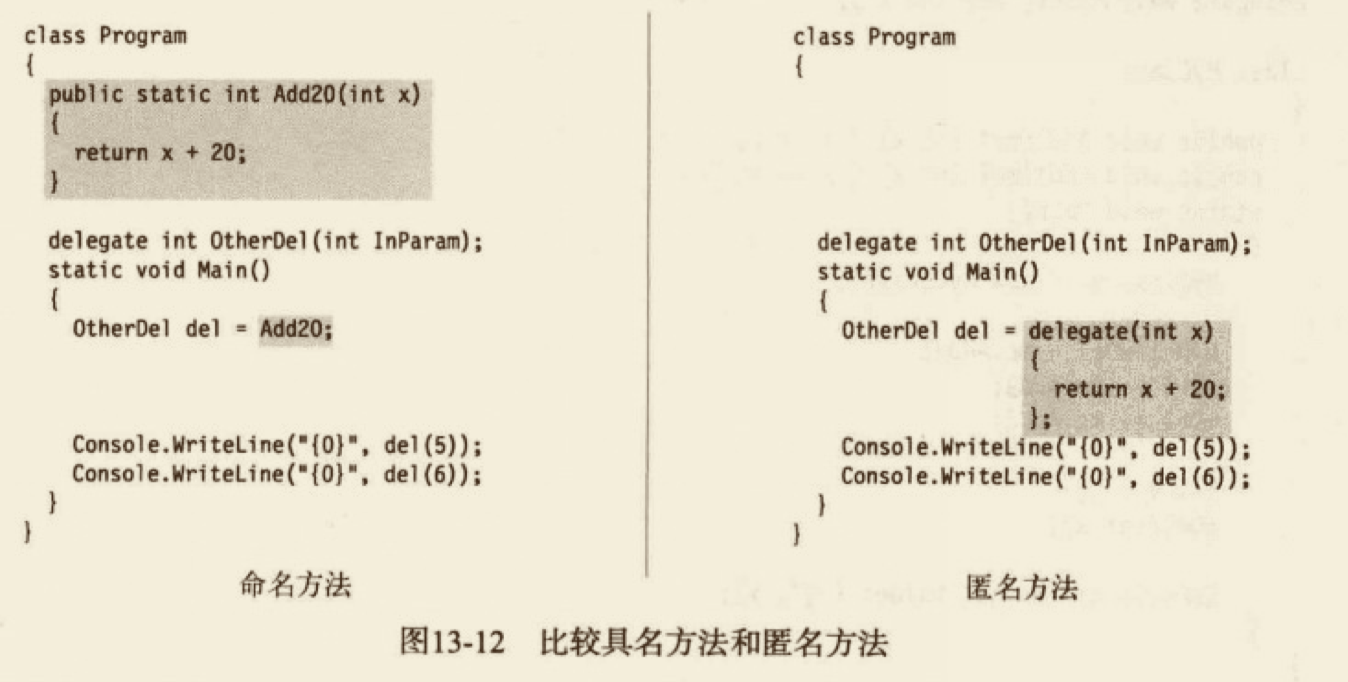 class Program
{
public static int Add20(int x)
{
return x + 20;
}
delegate int OtherDel(int InParam);
static void Main()
{
OtherDel del = Add20;
Console.WriteLine("{0}", del(5));
Console.WriteLine("{0}", del(6));
}
}
命名方法
class Program
{
delegate int OtherDel(int InParam);
static void Main()
{
OtherDel del = delegate(int x)
{
return x + 20;
};
Console.WriteLine("{0}", del(5));
Console.WriteLine("{0}", del(6));
}
}
匿名方法
图13-12 比较具名方法和匿名方法